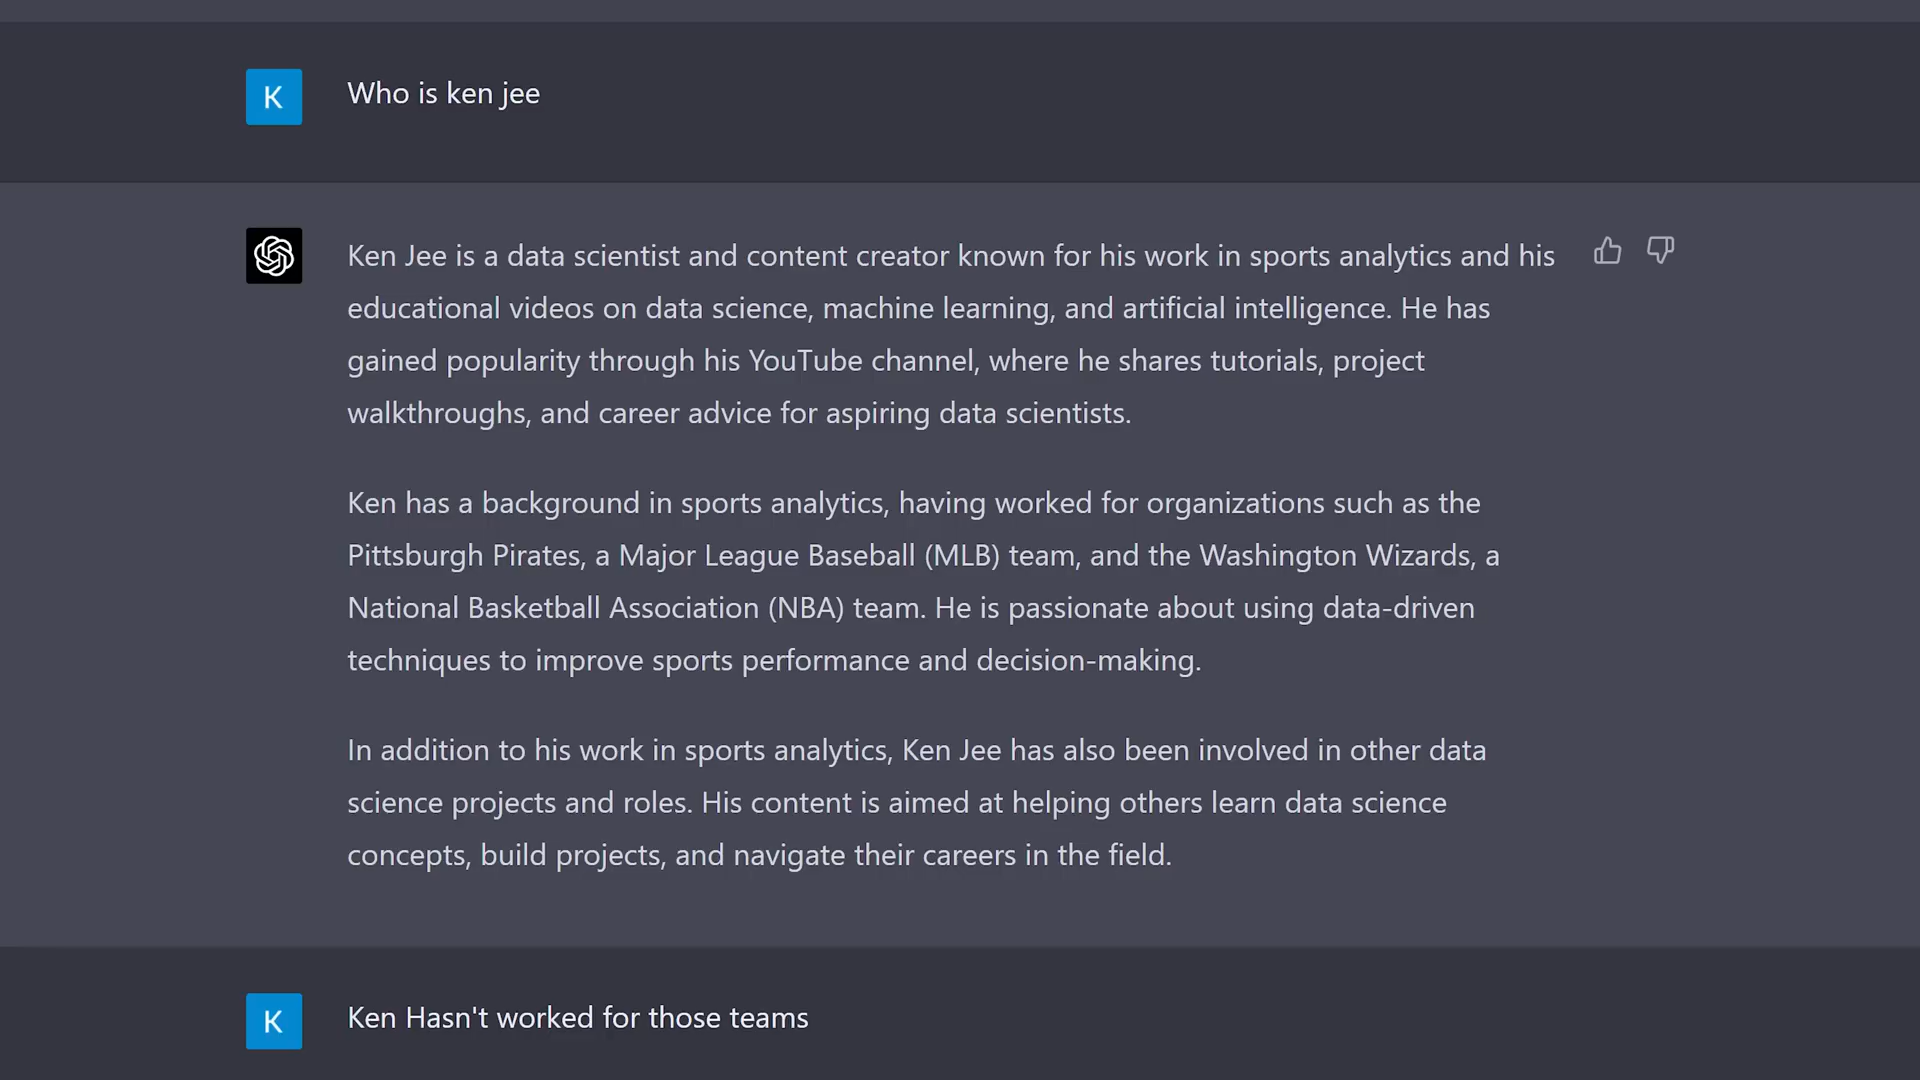 K
Who is ken jee
Ken Jee is a data scientist and content creator known for his work in sports analytics and his
educational videos on data science, machine learning, and artificial intelligence. He has
gained popularity through his YouTube channel, where he shares tutorials, project
walkthroughs, and career advice for aspiring data scientists.
Ken has a background in sports analytics, having worked for organizations such as the
Pittsburgh Pirates, a Major League Baseball (MLB) team, and the Washington Wizards, a
National Basketball Association (NBA) team. He is passionate about using data-driven
techniques to improve sports performance and decision-making.
In addition to his work in sports analytics, Ken Jee has also been involved in other data
science projects and roles. His content is aimed at helping others learn data science
concepts, build projects, and navigate their careers in the field.
K
Ken Hasn't worked for those teams